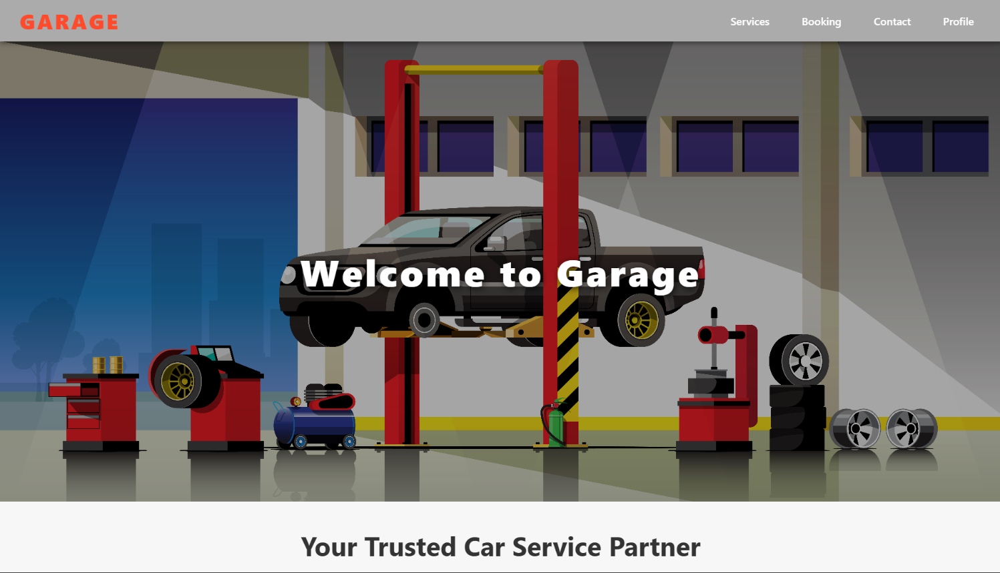 GARAGE
Services Booking Contact Profile
Welcome to Garage
Your Trusted Car Service Partner